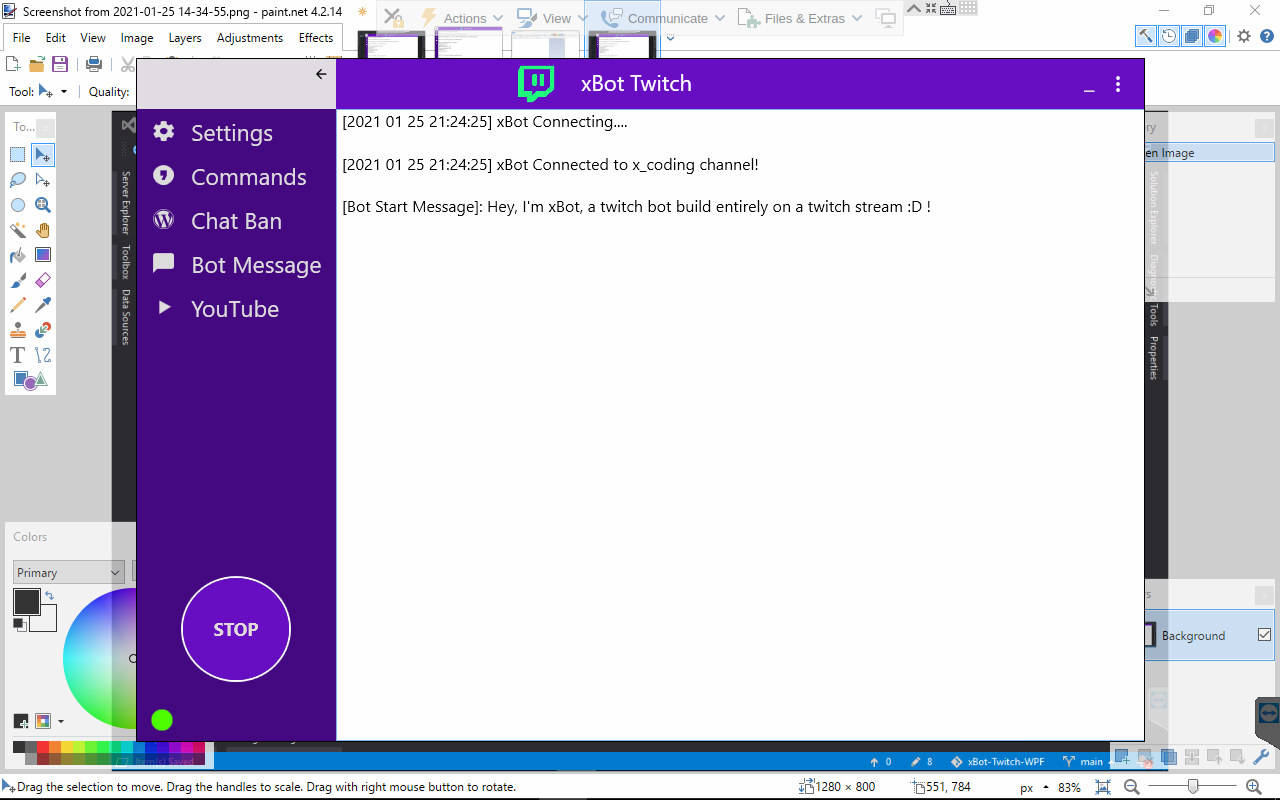 Screenshot from 2021-01-25 14-34-55.png - paint.net 4.2.14
Actions
View
Communicate
Files & Extras
File Edit View Image Layers Adjustments Effects
Tool:
Quality:
xBot Twitch
To...
Settings
Commands
Chat Ban
Bot Message
YouTube
STOP
[2021 01 25 21:24:25] xBot Connecting....
[2021 01 25 21:24:25] xBot Connected to x_coding channel!
[Bot Start Message]: Hey, I'm xBot, a twitch bot build entirely on a twitch stream :D !
Server Explorer
Toolbox
Data Sources
ry
en Image
Solution Explorer
Diagnostic Tools
Properties
Colors
Primary
rs
Background
Item(s) Saved
0
8
xBot-Twitch-WPF
main
Drag the selection to move. Drag the handles to scale. Drag with right mouse button to rotate.
1280 × 800
551, 784
px
83%